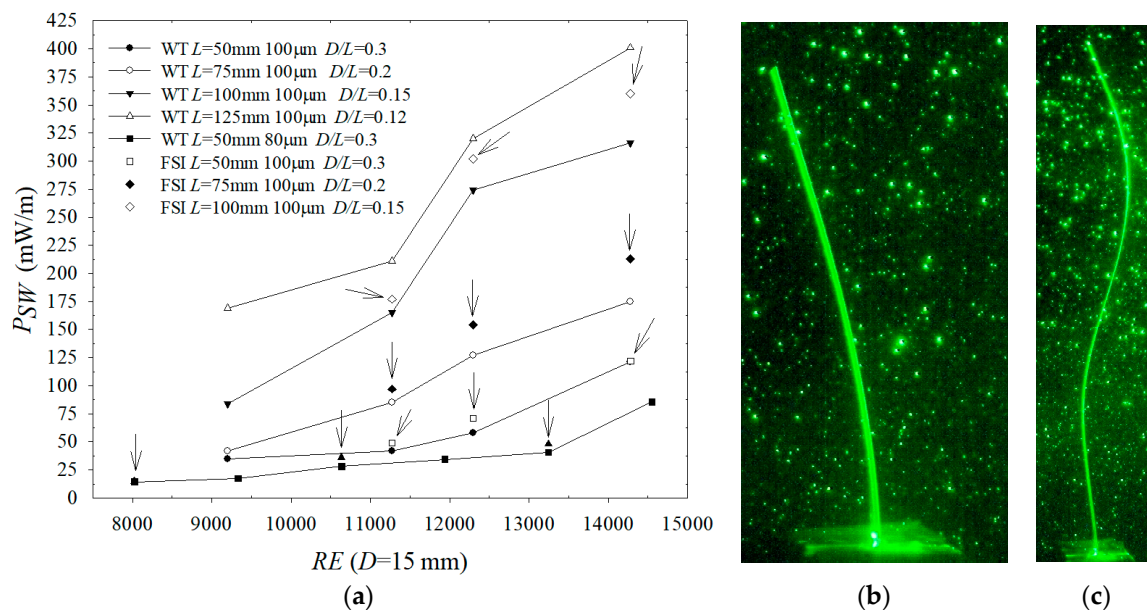 425
400
375
350
325
300
275
250
225
200
175
150
125
100
75
50
25
0
P_SW (mW/m)
WT L=50mm 100μm D/L=0.3
WT L=75mm 100μm D/L=0.2
WT L=100mm 100μm D/L=0.15
WT L=125mm 100μm D/L=0.12
WT L=50mm 80μm D/L=0.3
FSI L=50mm 100μm D/L=0.3
FSI L=75mm 100μm D/L=0.2
FSI L=100mm 100μm D/L=0.15
8000 9000 10000 11000 12000 13000 14000 15000
RE (D=15 mm)
(a) (b) (c)